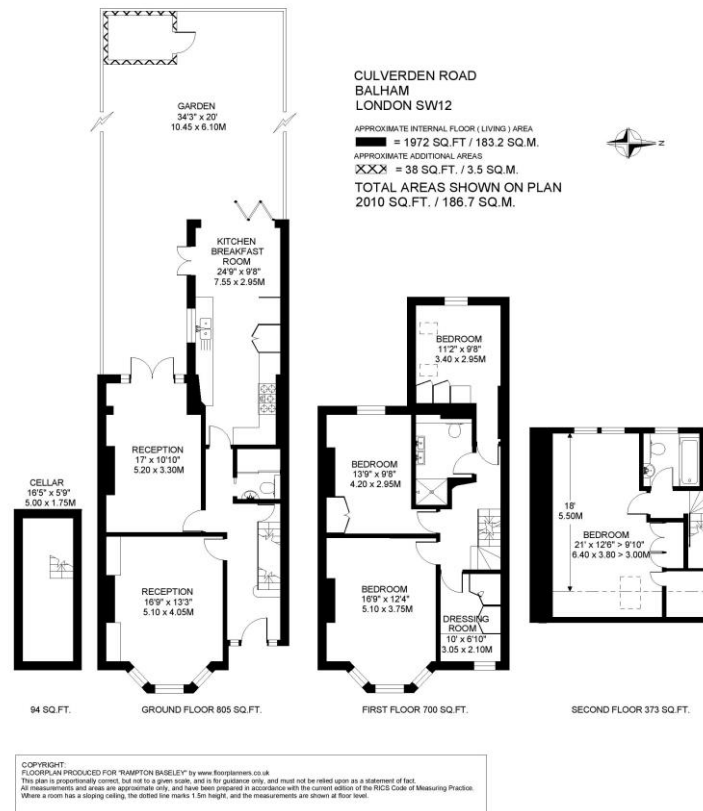 CULVERDEN ROAD
BALHAM
LONDON SW12
APPROXIMATE INTERNAL FLOOR ( LIVING ) AREA
= 1972 SQ.FT / 183.2 SQ.M.
APPROXIMATE ADDITIONAL AREAS
= 38 SQ.FT. / 3.5 SQ.M.
TOTAL AREAS SHOWN ON PLAN
2010 SQ.FT. / 186.7 SQ.M.
N
GARDEN
34'3" x 20'
10.45 x 6.10M
KITCHEN
BREAKFAST
ROOM
24'9" x 9'8"
7.55 x 2.95M
RECEPTION
17' x 10'10"
5.20 x 3.30M
CELLAR
16'5" x 5'9"
5.00 x 1.75M
RECEPTION
16'9" x 13'3"
5.10 x 4.05M
BEDROOM
11'2" x 9'8"
3.40 x 2.95M
BEDROOM
13'9" x 9'8"
4.20 x 2.95M
BEDROOM
16'9" x 12'4"
5.10 x 3.75M
DRESSING
ROOM
10' x 6'10"
3.05 x 2.10M
18'
5.50M
BEDROOM
21' x 12'6" > 9'10"
6.40 x 3.80 > 3.00M
94 SQ.FT.
GROUND FLOOR 805 SQ.FT.
FIRST FLOOR 700 SQ.FT.
SECOND FLOOR 373 SQ.FT.
COPYRIGHT:
FLOORPLAN PRODUCED FOR "RAMPTON BASELEY" by www.floorplanners.co.uk
This plan is proportionally correct, but not to a given scale, and is for guidance only, and must not be relied upon as a statement of fact.
All measurements and areas are approximate only, and have been prepared in accordance with the current edition of the RICS Code of Measuring Practice.
Where a room has a sloping ceiling, the dotted line marks 1.5m height, and the measurements are shown at floor level.